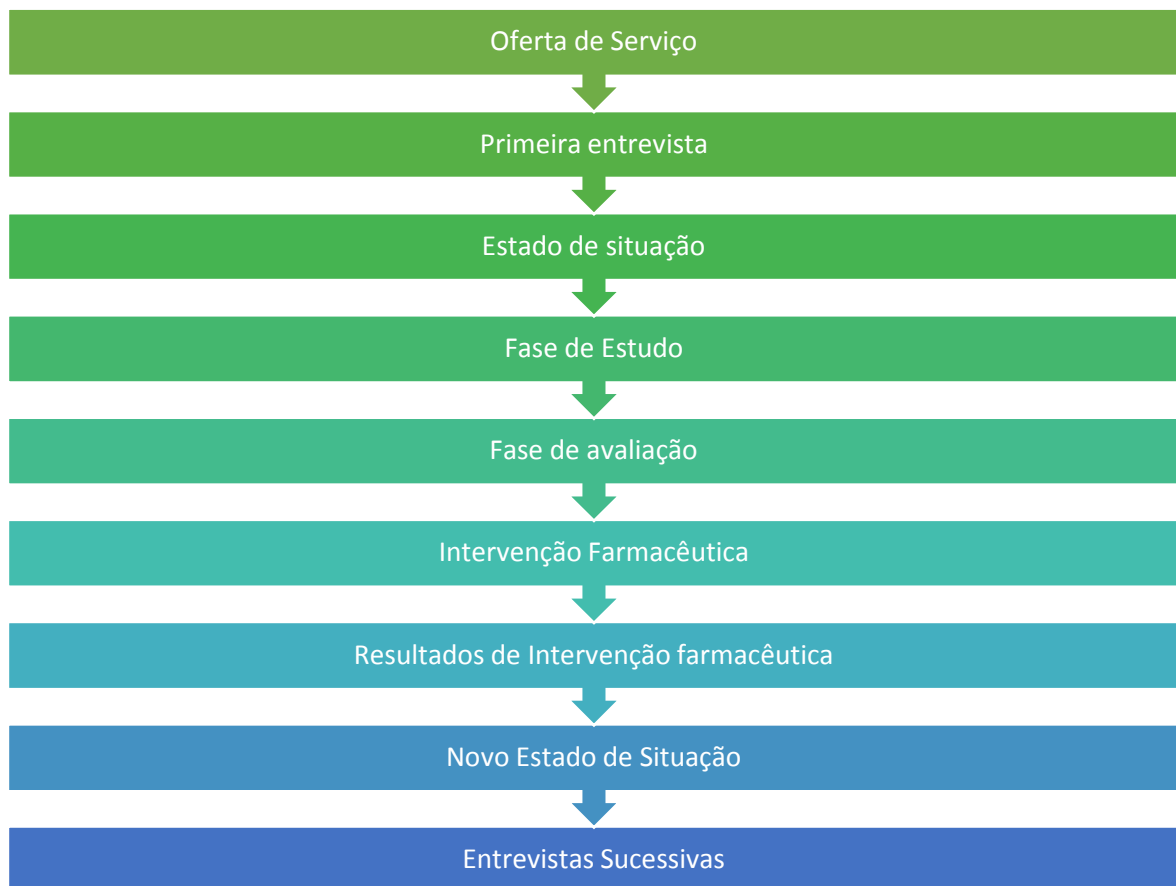 Oferta de Serviço
Primeira entrevista
Estado de situação
Fase de Estudo
Fase de avaliação
Intervenção Farmacêutica
Resultados de Intervenção farmacêutica
Novo Estado de Situação
Entrevistas Sucessivas